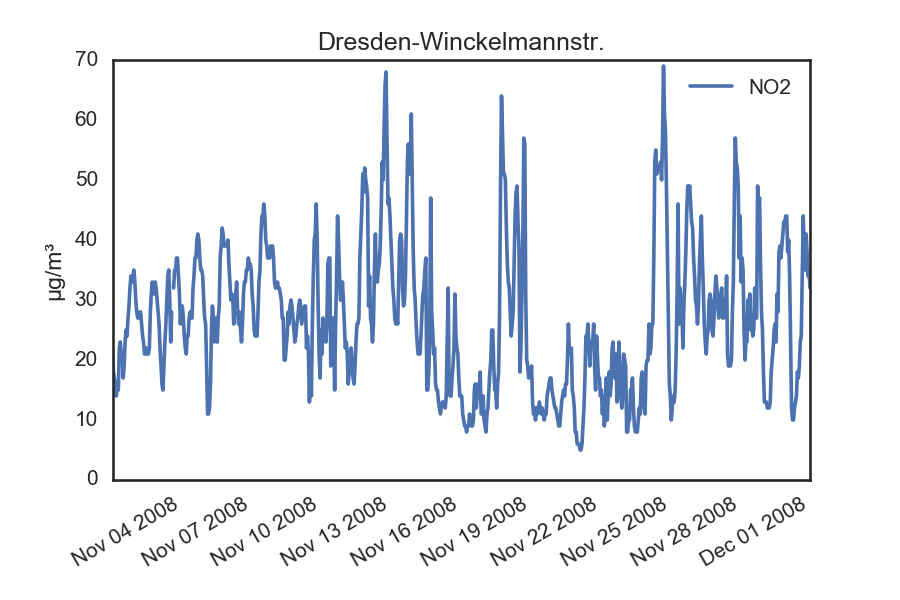 Dresden-Winckelmannstr.
NO2
µg/m³
70
60
50
40
30
20
10
0
Nov 04 2008
Nov 07 2008
Nov 10 2008
Nov 13 2008
Nov 16 2008
Nov 19 2008
Nov 22 2008
Nov 25 2008
Nov 28 2008
Dec 01 2008